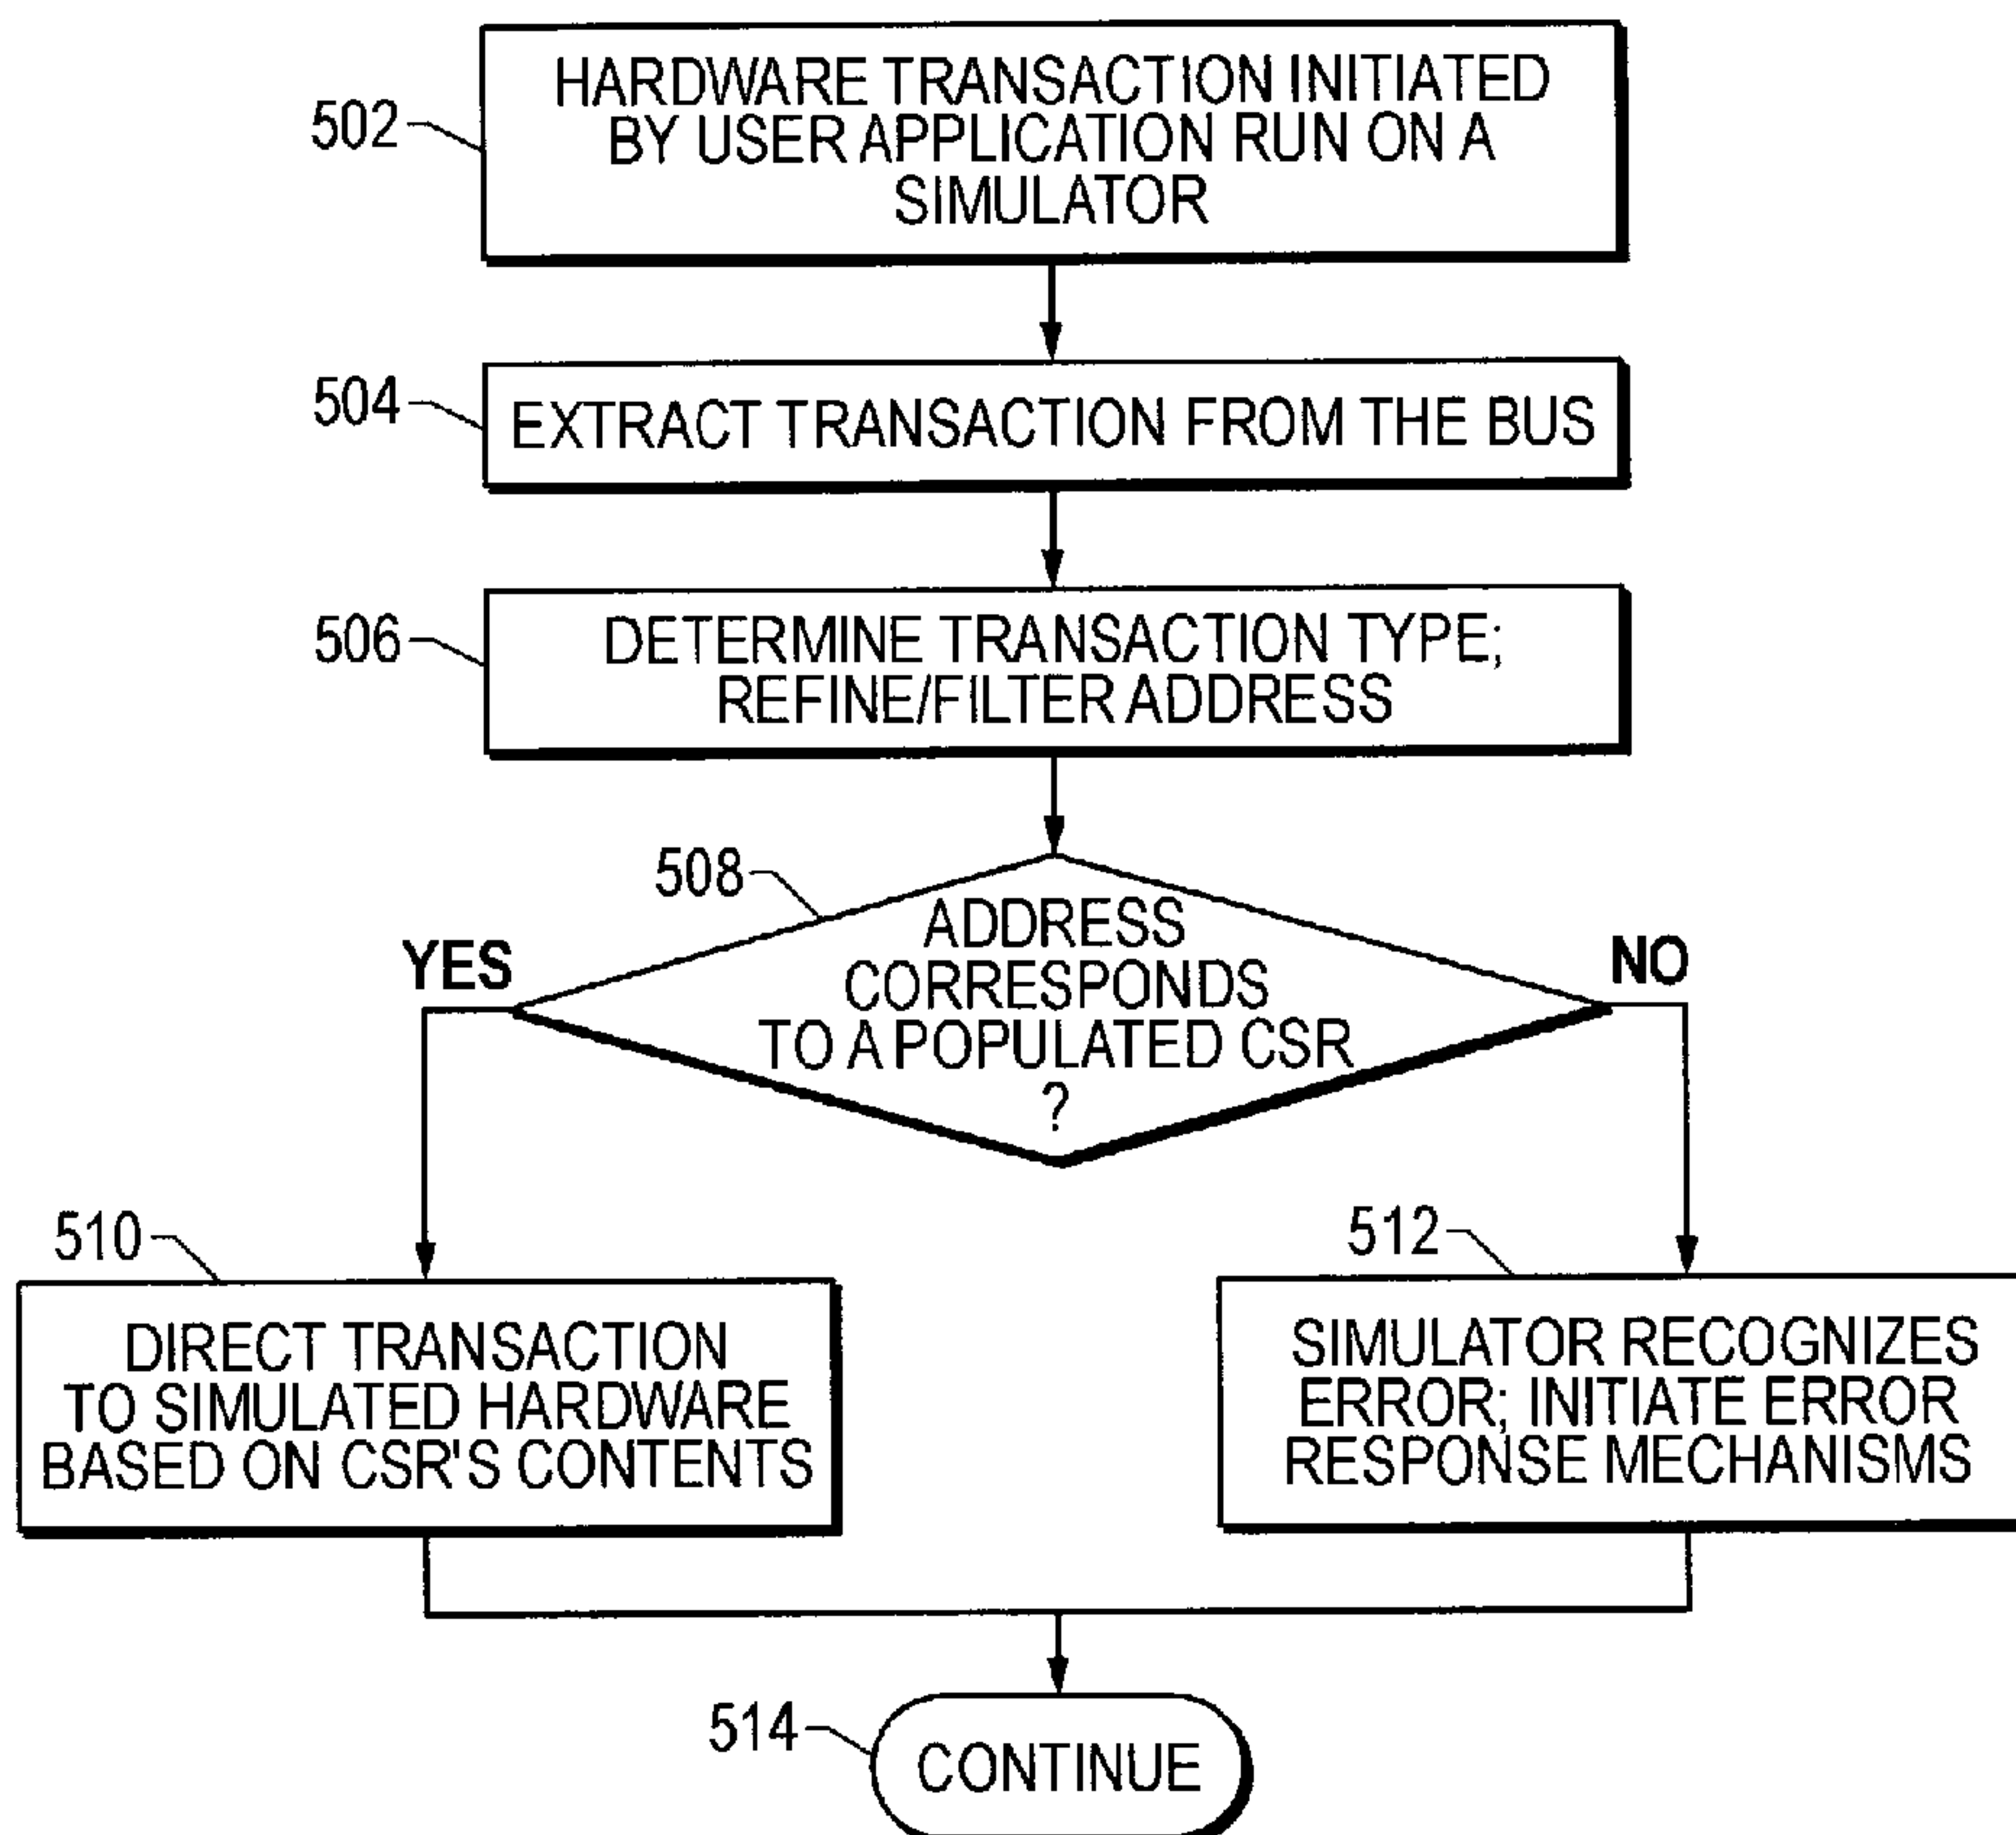 502
HARDWARE TRANSACTION INITIATED
BY USER APPLICATION RUN ON A
SIMULATOR
504
EXTRACT TRANSACTION FROM THE BUS
506
DETERMINE TRANSACTION TYPE;
REFINE/FILTER ADDRESS
508
ADDRESS
CORRESPONDS
TO A POPULATED CSR
?
YES
NO
510
DIRECT TRANSACTION
TO SIMULATED HARDWARE
BASED ON CSR'S CONTENTS
512
SIMULATOR RECOGNIZES
ERROR; INITIATE ERROR
RESPONSE MECHANISMS
514
CONTINUE